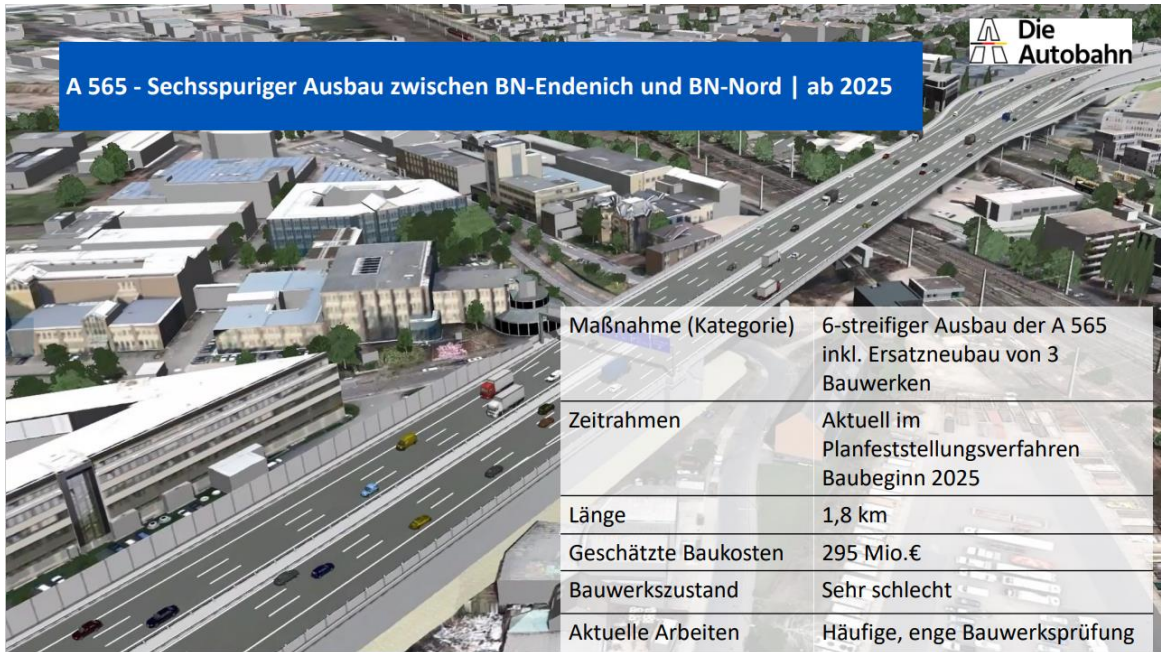 Die
Autobahn
A 565 - Sechsspuriger Ausbau zwischen BN-Endenich und BN-Nord | ab 2025
Maßnahme (Kategorie) 6-streifiger Ausbau der A 565
inkl. Ersatzneubau von 3
Bauwerken
Zeitrahmen Aktuell im
Planfeststellungsverfahren
Baubeginn 2025
Länge 1,8 km
Geschätzte Baukosten 295 Mio.€
Bauwerkszustand Sehr schlecht
Aktuelle Arbeiten Häufige, enge Bauwerksprüfung